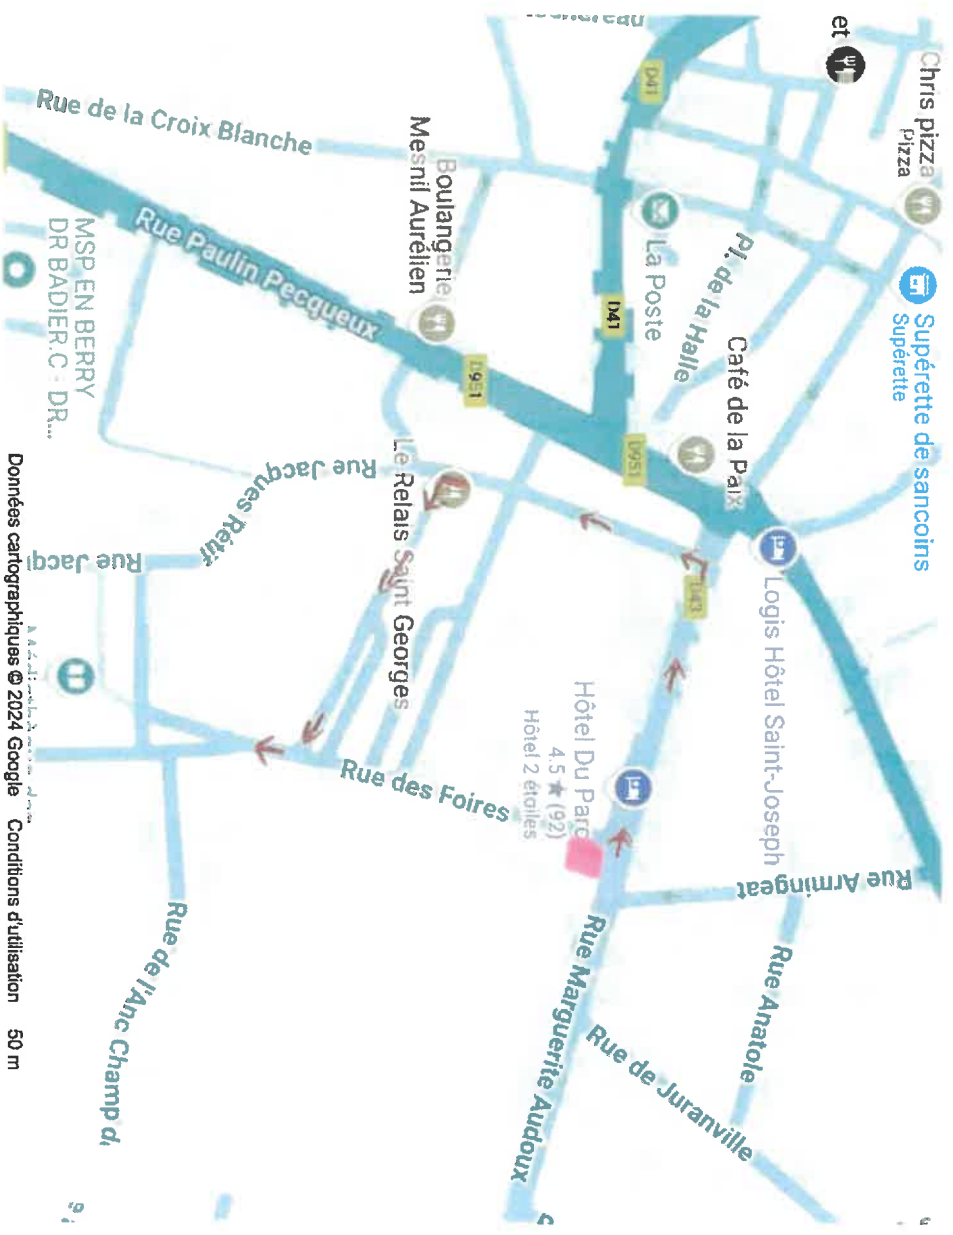 et
Chris pizza
Pizza
Supérette de sancoins
Supérette
D41
Rue de la Croix Blanche
Boulangerie
Mesnil Aurélien
La Poste
Pl. de la Halle
D41
Café de la Paix
Rue Paulin Pecqueux
D951
D951
MSP EN BERRY
DR BADIER.C - DR...
Le Relais Saint Georges
Rue Jacques Rétif
Rue Jacq
D43
Logis Hôtel Saint-Joseph
Hôtel Du Parc
4.5 ★ (92)
Hôtel 2 étoiles
Rue des Foires
Rue Armingeat
Rue Anatole
Rue Marguerite Audoux
Rue de Juranville
Rue de l'Anc Champ d
Données cartographiques © 2024 Google Conditions d'utilisation 50 m